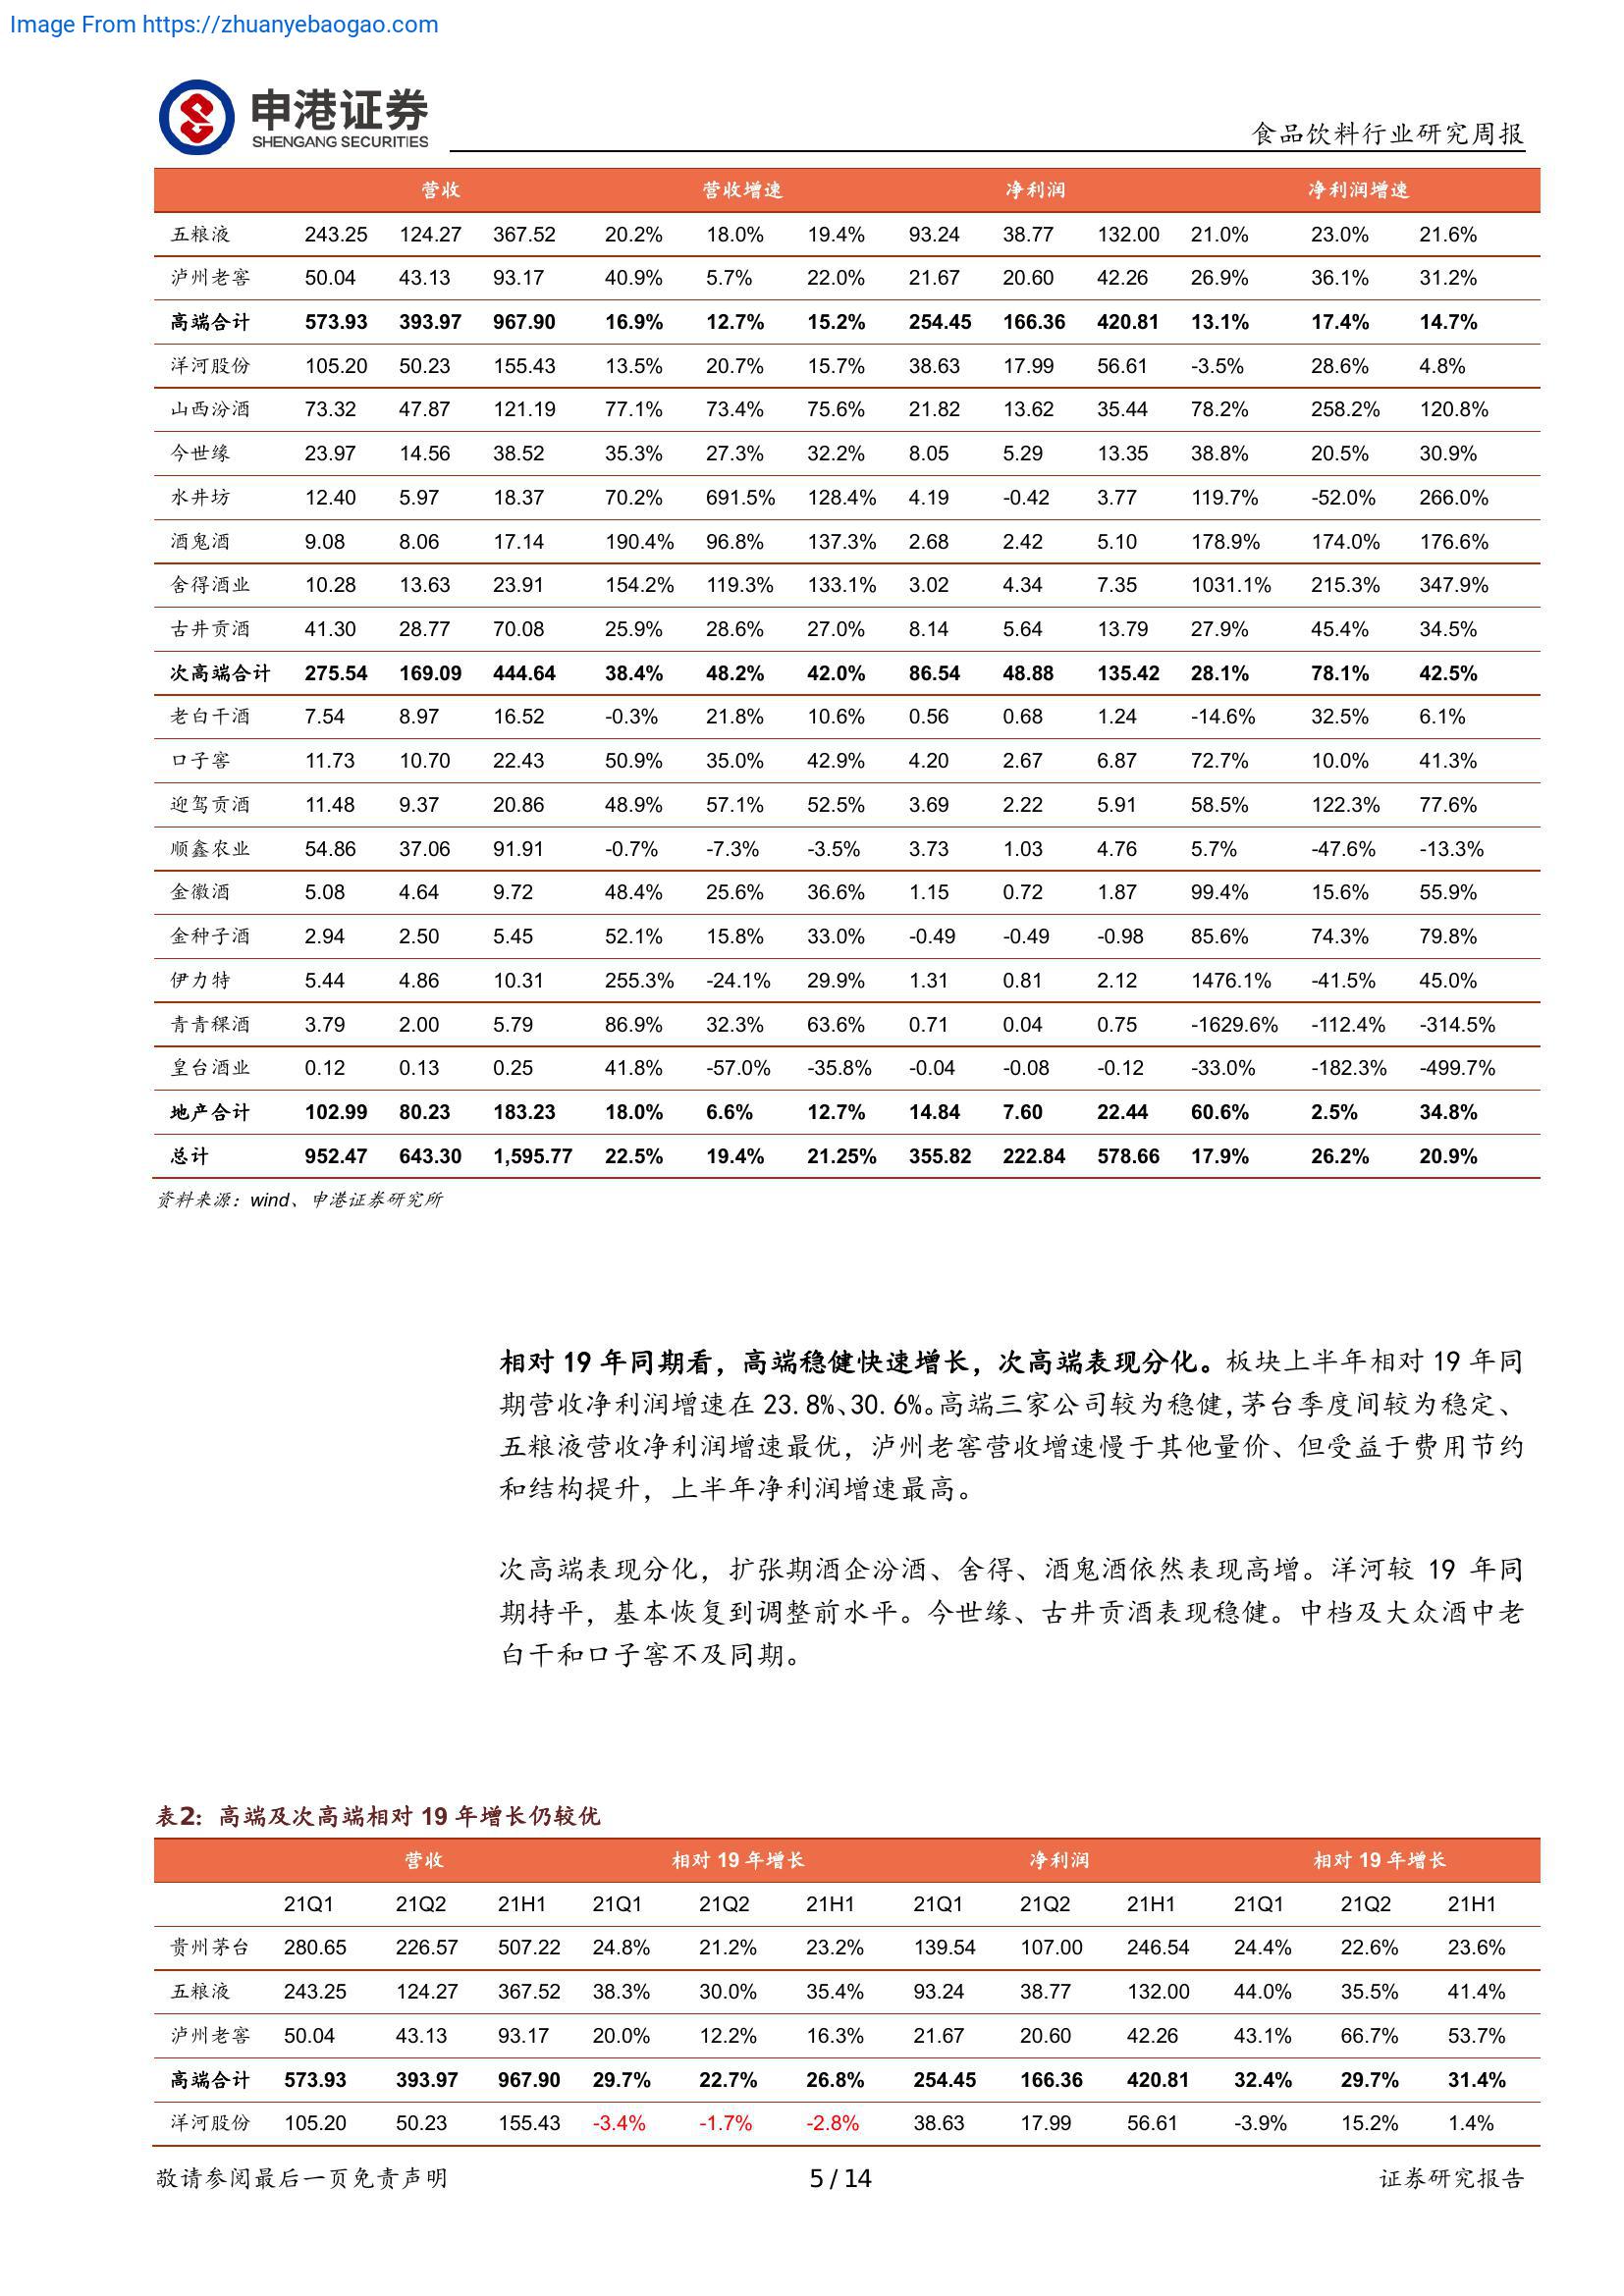 Image From https://zhuanyebaogao.com
申港证券
SHENGANG SECURITIES
食品饮料行业研究周报
营收 营收增速 净利润 净利润增速
五粮液 243.25 124.27 367.52 20.2% 18.0% 19.4% 93.24 38.77 132.00 21.0% 23.0% 21.6%
泸州老窖 50.04 43.13 93.17 40.9% 5.7% 22.0% 21.67 20.60 42.26 26.9% 36.1% 31.2%
高端合计 573.93 393.97 967.90 16.9% 12.7% 15.2% 254.45 166.36 420.81 13.1% 17.4% 14.7%
洋河股份 105.20 50.23 155.43 13.5% 20.7% 15.7% 38.63 17.99 56.61 -3.5% 28.6% 4.8%
山西汾酒 73.32 47.87 121.19 77.1% 73.4% 75.6% 21.82 13.62 35.44 78.2% 258.2% 120.8%
今世缘 23.97 14.56 38.52 35.3% 27.3% 32.2% 8.05 5.29 13.35 38.8% 20.5% 30.9%
水井坊 12.40 5.97 18.37 70.2% 691.5% 128.4% 4.19 -0.42 3.77 119.7% -52.0% 266.0%
酒鬼酒 9.08 8.06 17.14 190.4% 96.8% 137.3% 2.68 2.42 5.10 178.9% 174.0% 176.6%
舍得酒业 10.28 13.63 23.91 154.2% 119.3% 133.1% 3.02 4.34 7.35 1031.1% 215.3% 347.9%
古井贡酒 41.30 28.77 70.08 25.9% 28.6% 27.0% 8.14 5.64 13.79 27.9% 45.4% 34.5%
次高端合计 275.54 169.09 444.64 38.4% 48.2% 42.0% 86.54 48.88 135.42 28.1% 78.1% 42.5%
老白干酒 7.54 8.97 16.52 -0.3% 21.8% 10.6% 0.56 0.68 1.24 -14.6% 32.5% 6.1%
口子窖 11.73 10.70 22.43 50.9% 35.0% 42.9% 4.20 2.67 6.87 72.7% 10.0% 41.3%
迎驾贡酒 11.48 9.37 20.86 48.9% 57.1% 52.5% 3.69 2.22 5.91 58.5% 122.3% 77.6%
顺鑫农业 54.86 37.06 91.91 -0.7% -7.3% -3.5% 3.73 1.03 4.76 5.7% -47.6% -13.3%
金徽酒 5.08 4.64 9.72 48.4% 25.6% 36.6% 1.15 0.72 1.87 99.4% 15.6% 55.9%
金种子酒 2.94 2.50 5.45 52.1% 15.8% 33.0% -0.49 -0.49 -0.98 85.6% 74.3% 79.8%
伊力特 5.44 4.86 10.31 255.3% -24.1% 29.9% 1.31 0.81 2.12 1476.1% -41.5% 45.0%
青青稞酒 3.79 2.00 5.79 86.9% 32.3% 63.6% 0.71 0.04 0.75 -1629.6% -112.4% -314.5%
皇台酒业 0.12 0.13 0.25 41.8% -57.0% -35.8% -0.04 -0.08 -0.12 -33.0% -182.3% -499.7%
地产合计 102.99 80.23 183.23 18.0% 6.6% 12.7% 14.84 7.60 22.44 60.6% 2.5% 34.8%
总计 952.47 643.30 1,595.77 22.5% 19.4% 21.25% 355.82 222.84 578.66 17.9% 26.2% 20.9%
资料来源：wind、申港证券研究所
相对 19 年同期看，高端稳健快速增长，次高端表现分化。板块上半年相对 19 年同
期营收净利润增速在 23.8%、30.6%。高端三家公司较为稳健，茅台季度间较为稳定、
五粮液营收净利润增速最优，泸州老窖营收增速慢于其他量价、但受益于费用节约
和结构提升，上半年净利润增速最高。
次高端表现分化，扩张期酒企汾酒、舍得、酒鬼酒依然表现高增。洋河较 19 年同
期持平，基本恢复到调整前水平。今世缘、古井贡酒表现稳健。中档及大众酒中老
白干和口子窖不及同期。
表2：高端及次高端相对 19 年增长仍较优
营收 相对 19 年增长 净利润 相对 19 年增长
21Q1 21Q2 21H1 21Q1 21Q2 21H1 21Q1 21Q2 21H1 21Q1 21Q2 21H1
贵州茅台 280.65 226.57 507.22 24.8% 21.2% 23.2% 139.54 107.00 246.54 24.4% 22.6% 23.6%
五粮液 243.25 124.27 367.52 38.3% 30.0% 35.4% 93.24 38.77 132.00 44.0% 35.5% 41.4%
泸州老窖 50.04 43.13 93.17 20.0% 12.2% 16.3% 21.67 20.60 42.26 43.1% 66.7% 53.7%
高端合计 573.93 393.97 967.90 29.7% 22.7% 26.8% 254.45 166.36 420.81 32.4% 29.7% 31.4%
洋河股份 105.20 50.23 155.43 -3.4% -1.7% -2.8% 38.63 17.99 56.61 -3.9% 15.2% 1.4%
敬请参阅最后一页免责声明 5 / 14 证券研究报告